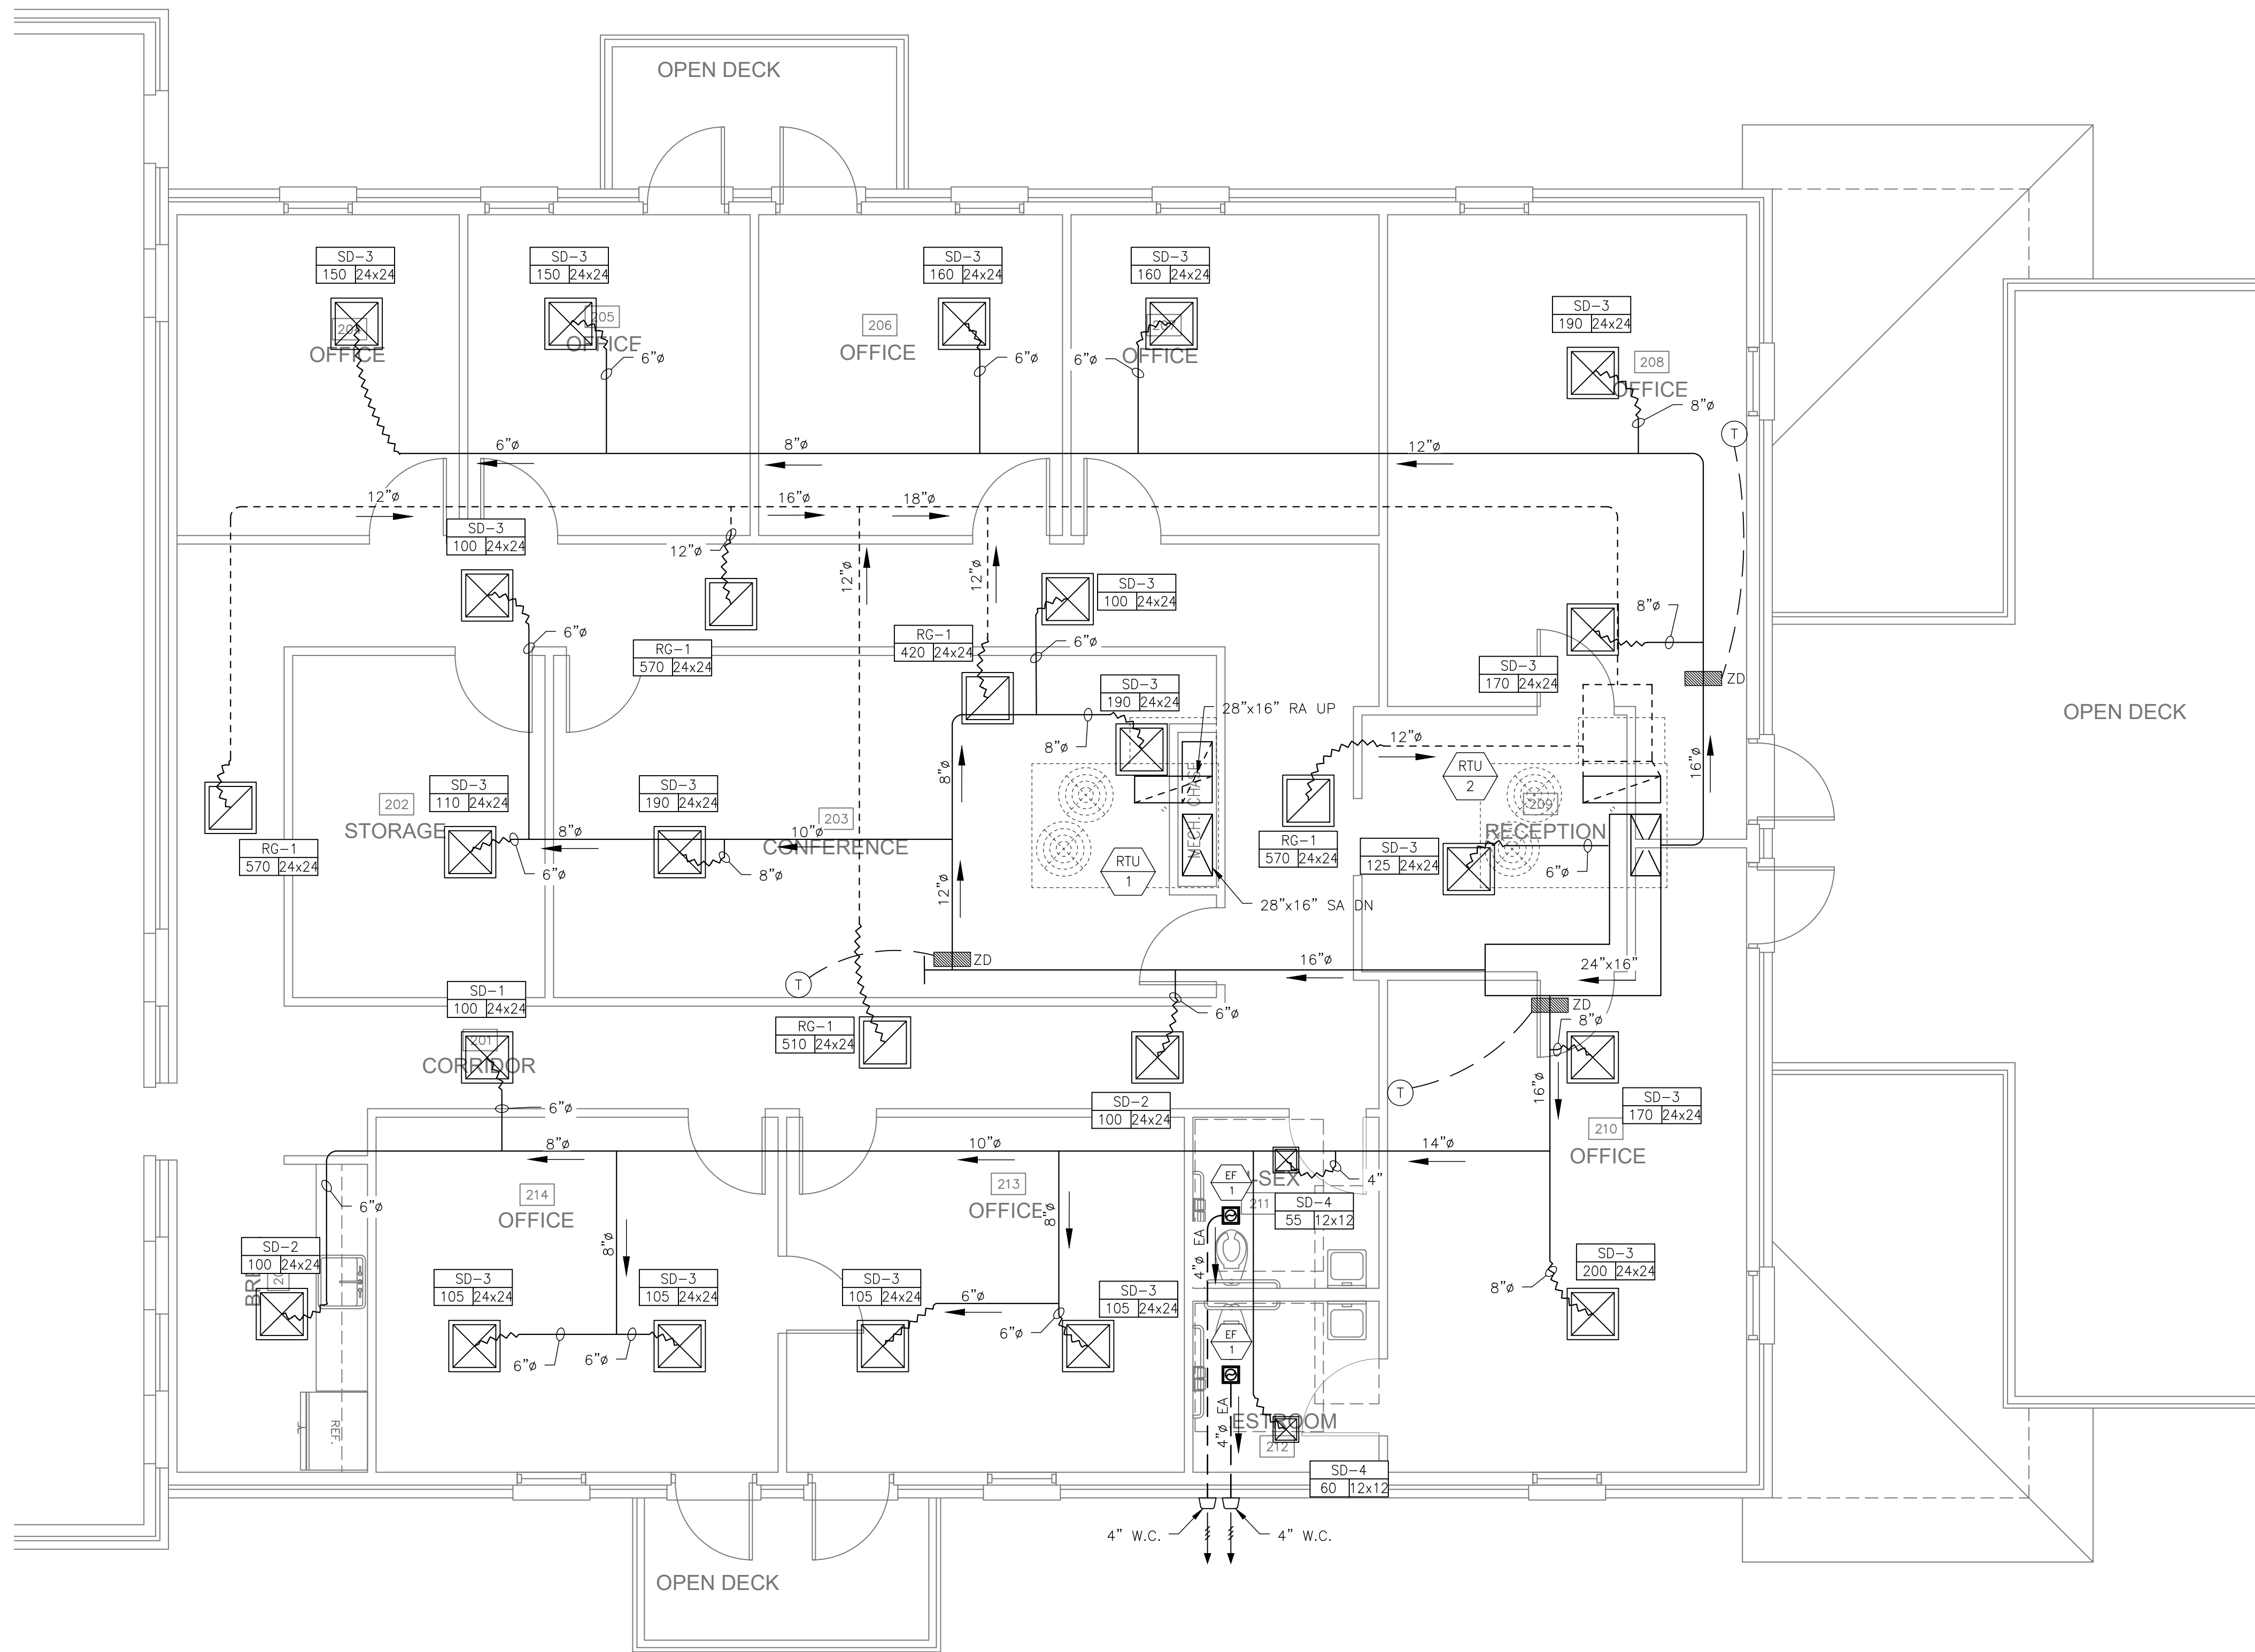 OPEN DECK
SD-3
150 24x24
SD-3
150 24x24
SD-3
160 24x24
SD-3
160 24x24
SD-3
190 24x24
OFFICE
205
OFFICE
206
OFFICE
OFFICE
208
OFFICE
6"ø
6"ø
6"ø
8"ø
T
6"ø
8"ø
12"ø
12"ø
16"ø
18"ø
SD-3
100 24x24
12"ø
12"ø
12"ø
SD-3
100 24x24
8"ø
6"ø
6"ø
RG-1
570 24x24
RG-1
420 24x24
SD-3
170 24x24
SD-3
190 24x24
ZD
28"x16" RA UP
8"ø
12"ø
8"ø
16"ø
RTU
2
SD-3
110 24x24
SD-3
190 24x24
202
STORAGE
203
CONFERENCE
MECH. CHASE
209
RECEPTION
OPEN DECK
8"ø
10"ø
RG-1
570 24x24
RG-1
570 24x24
SD-3
125 24x24
6"ø
8"ø
RTU
1
6"ø
12"ø
28"x16" SA DN
ZD
16"ø
24"x16"
T
SD-1
100 24x24
6"ø
ZD
8"ø
RG-1
510 24x24
201
CORRIDOR
T
16"ø
SD-2
100 24x24
SD-3
170 24x24
6"ø
210
OFFICE
8"ø
10"ø
14"ø
EF
1
-SEX
4"
211
SD-4
55 12x12
6"ø
214
OFFICE
213
OFFICE
8"ø
8"ø
4"ø EA
SD-2
100 24x24
SD-3
200 24x24
SD-3
105 24x24
SD-3
105 24x24
SD-3
105 24x24
SD-3
105 24x24
8"ø
6"ø
6"ø
EF
1
6"ø
6"ø
REF.
4"ø EA
ESTROOM
212
SD-4
60 12x12
4" W.C.
4" W.C.
OPEN DECK